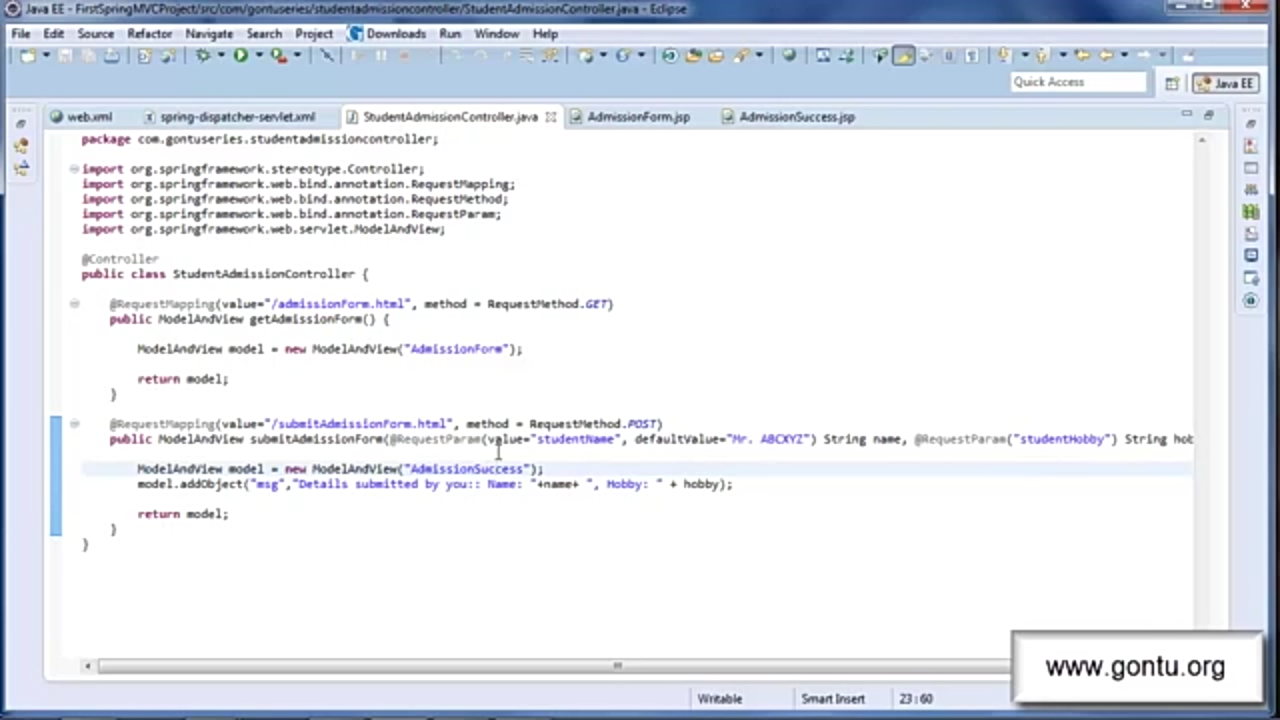 Java EE - FirstSpringMVCProject/src/com/gontuseries/studentadmissioncontroller/StudentAdmissionController.java - Eclipse
File Edit Source Refactor Navigate Search Project Downloads Run Window Help
Quick Access Java EE
web.xml spring-dispatcher-servlet.xml StudentAdmissionController.java AdmissionForm.jsp AdmissionSuccess.jsp
package com.gontuseries.studentadmissioncontroller;
import org.springframework.stereotype.Controller;
import org.springframework.web.bind.annotation.RequestMapping;
import org.springframework.web.bind.annotation.RequestMethod;
import org.springframework.web.bind.annotation.RequestParam;
import org.springframework.web.servlet.ModelAndView;
@Controller
public class StudentAdmissionController {
@RequestMapping(value="/admissionForm.html", method = RequestMethod.GET)
public ModelAndView getAdmissionForm() {
ModelAndView model = new ModelAndView("AdmissionForm");
return model;
}
@RequestMapping(value="/submitAdmissionForm.html", method = RequestMethod.POST)
public ModelAndView submitAdmissionForm(@RequestParam(value="studentName", defaultValue="Mr. ABCXYZ") String name, @RequestParam("studentHobby") String hob
ModelAndView model = new ModelAndView("AdmissionSuccess");
model.addObject("msg","Details submitted by you:: Name: "+name+ ", Hobby: " + hobby);
return model;
}
}
www.gontu.org
Writable Smart Insert 23:60